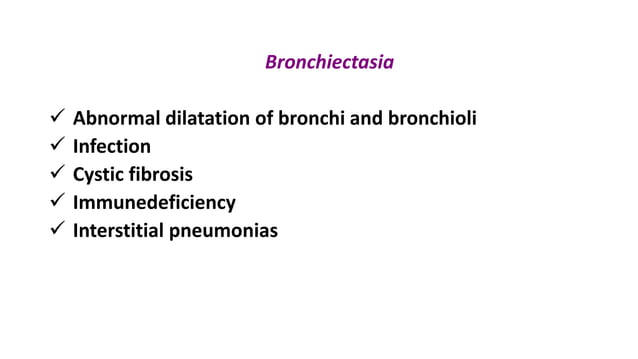 Bronchiectasia
✓ Abnormal dilatation of bronchi and bronchioli
✓ Infection
✓ Cystic fibrosis
✓ Immunedeficiency
✓ Interstitial pneumonias